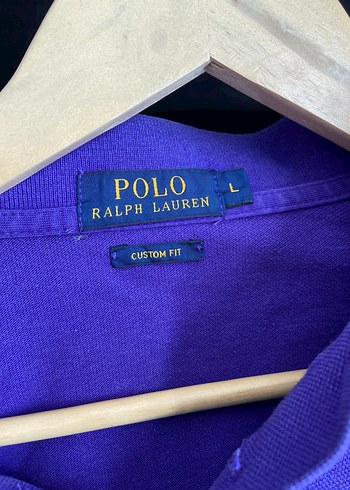 POLO
RALPH LAUREN
L
CUSTOM FIT